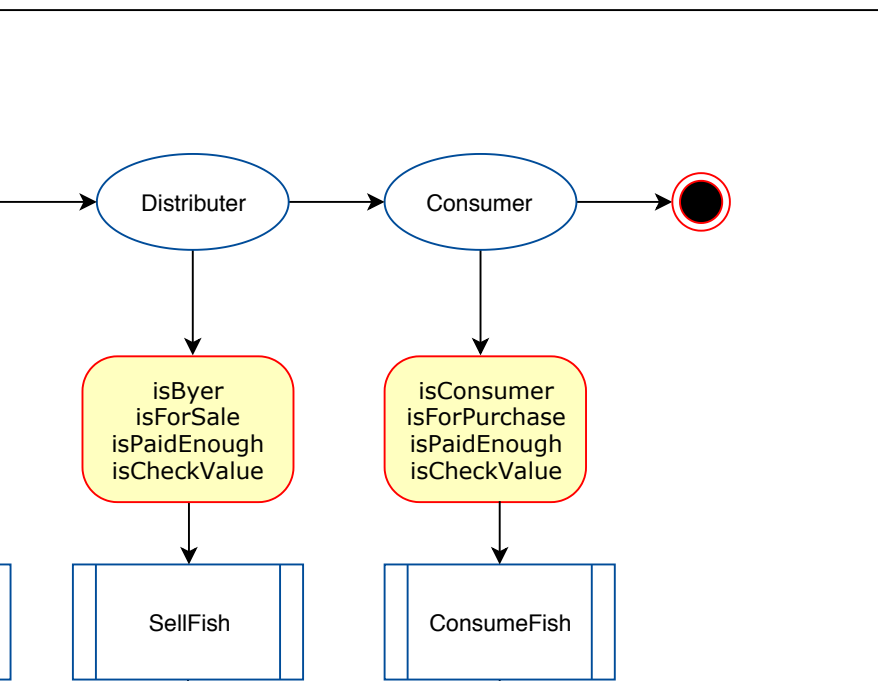 Distributer
Consumer
isByer
isForSale
isPaidEnough
isCheckValue
isConsumer
isForPurchase
isPaidEnough
isCheckValue
SellFish
ConsumeFish